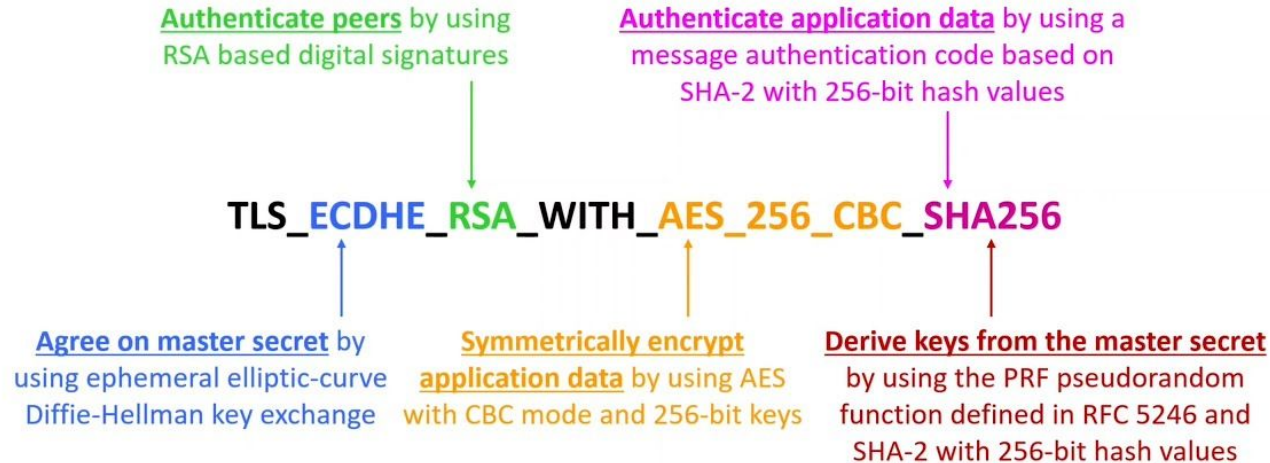 Authenticate peers by using
RSA based digital signatures
Authenticate application data by using a
message authentication code based on
SHA-2 with 256-bit hash values
TLS_ECDHE_RSA_WITH_AES_256_CBC_SHA256
Agree on master secret by
using ephemeral elliptic-curve
Diffie-Hellman key exchange
Symmetrically encrypt
application data by using AES
with CBC mode and 256-bit keys
Derive keys from the master secret
by using the PRF pseudorandom
function defined in RFC 5246 and
SHA-2 with 256-bit hash values